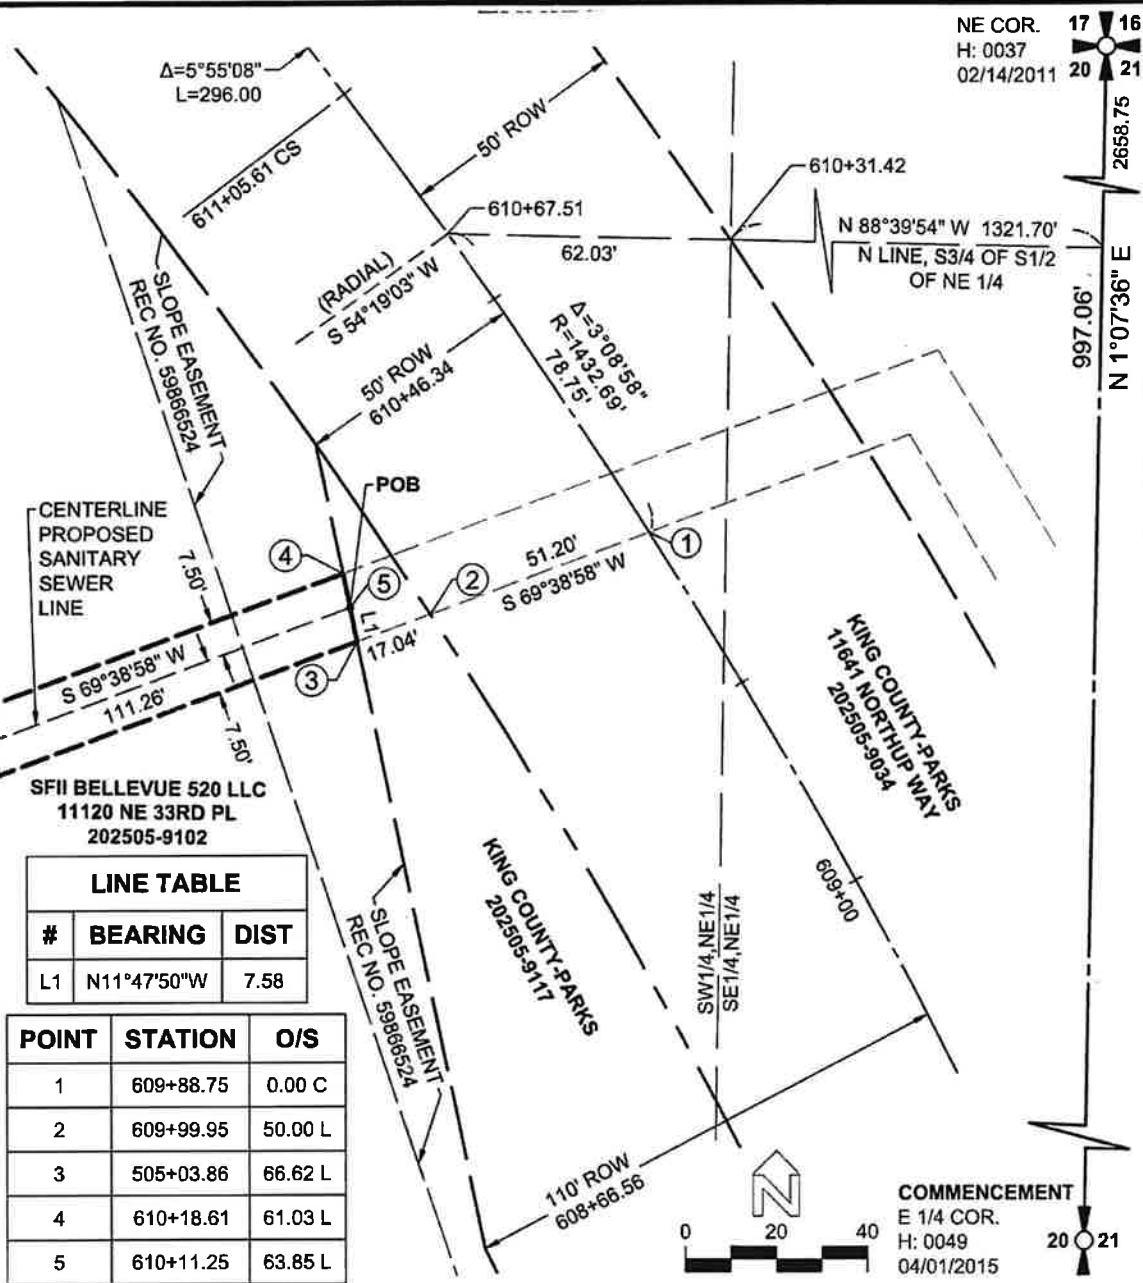 NE COR.
H: 0037
02/14/2011
17 16
20 21
2658.75
Δ=5°55'08"
L=296.00
50' ROW
611+05.61 CS
610+67.51
610+31.42
62.03'
N 88°39'54" W 1321.70'
N LINE, S3/4 OF S1/2
OF NE 1/4
997.06'
N 1°07'36" E
(RADIAL)
S 54°19'03" W
SLOPE EASEMENT
REC NO. 59866524
50' ROW
610+46.34
Δ=3°08'58"
R=1432.69'
78.75'
POB
CENTERLINE
PROPOSED
SANITARY
SEWER
LINE
7.50'
4
5
2
1
3
51.20'
S 69°38'58" W
L1
17.04'
S 69°38'58" W
111.26'
7.50'
KING COUNTY-PARKS
11641 NORTHUP WAY
202505-9034
SFII BELLEVUE 520 LLC
11120 NE 33RD PL
202505-9102
LINE TABLE
# BEARING DIST
L1 N11°47'50"W 7.58
KING COUNTY-PARKS
202505-9117
SLOPE EASEMENT
REC NO. 59866524
SW1/4,NE1/4
SE1/4,NE1/4
609+00
POINT STATION O/S
1 609+88.75 0.00 C
2 609+99.95 50.00 L
3 505+03.86 66.62 L
4 610+18.61 61.03 L
5 610+11.25 63.85 L
110' ROW
608+66.56
N
0 20 40
COMMENCEMENT
E 1/4 COR.
H: 0049
04/01/2015
20 21